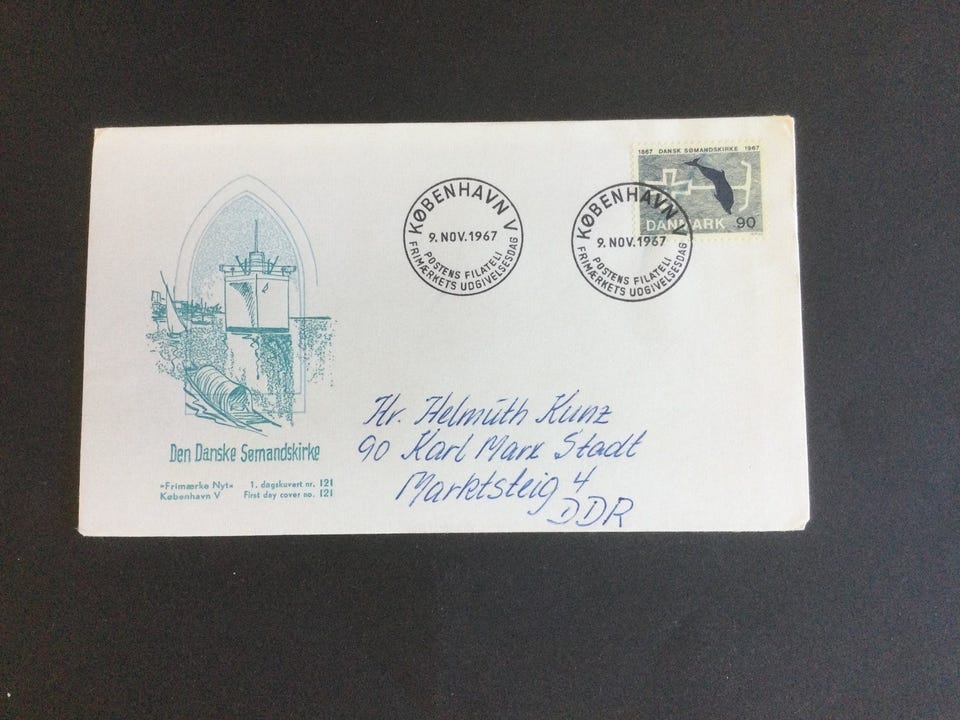 1867 DANSK SØMANDSKIRKE 1967
DANMARK 90
KØBENHAVN V
9. NOV. 1967
POSTENS FILATELI
FRIMÆRKETS UDGIVELSESDAG
KØBENHAVN V
9. NOV. 1967
POSTENS FILATELI
FRIMÆRKETS UDGIVELSESDAG
Hr. Helmuth Kunz
90 Karl Marx Stadt
Marktsteig 4
DDR
Den Danske Sømandskirke
»Frimærke Nyt« 1. dagskuvert nr. 121
København V First day cover no. 121